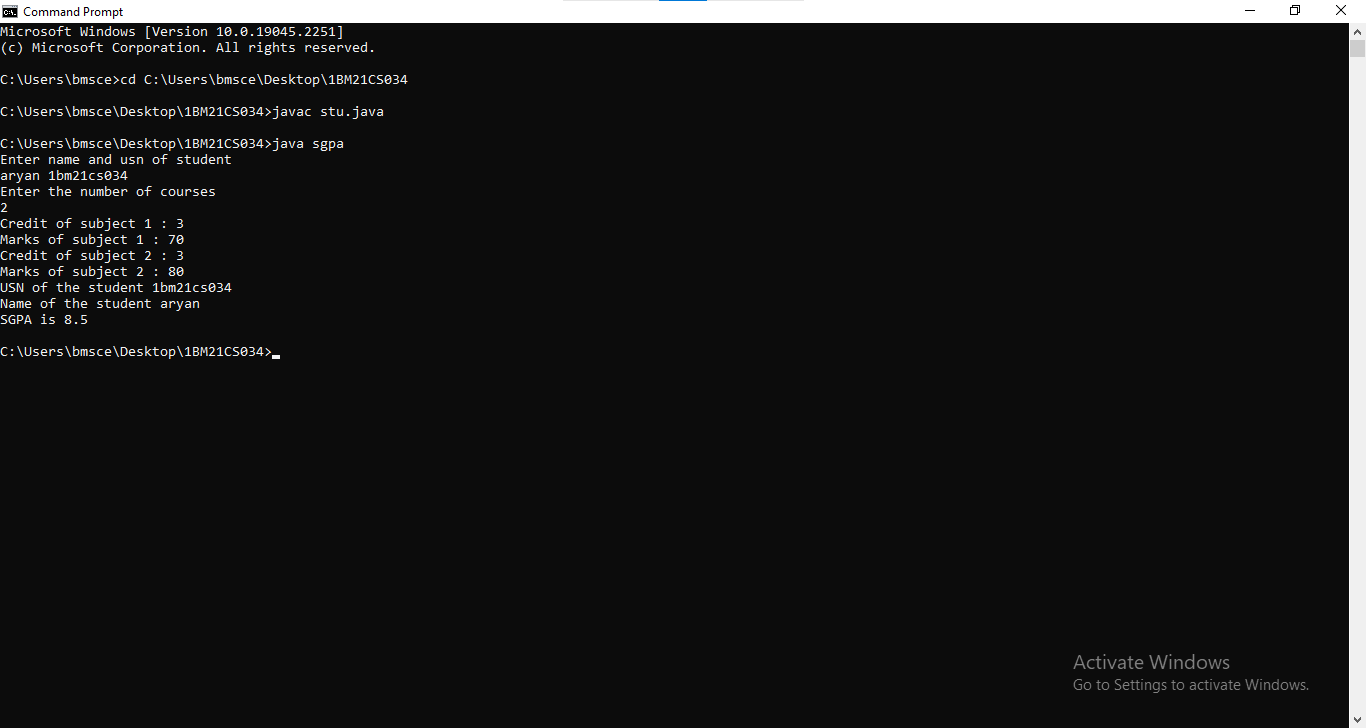 Command Prompt
Microsoft Windows [Version 10.0.19045.2251]
(c) Microsoft Corporation. All rights reserved.
C:\Users\bmsce>cd C:\Users\bmsce\Desktop\1BM21CS034
C:\Users\bmsce\Desktop\1BM21CS034>javac stu.java
C:\Users\bmsce\Desktop\1BM21CS034>java sgpa
Enter name and usn of student
aryan 1bm21cs034
Enter the number of courses
2
Credit of subject 1 : 3
Marks of subject 1 : 70
Credit of subject 2 : 3
Marks of subject 2 : 80
USN of the student 1bm21cs034
Name of the student aryan
SGPA is 8.5
C:\Users\bmsce\Desktop\1BM21CS034>
Activate Windows
Go to Settings to activate Windows.